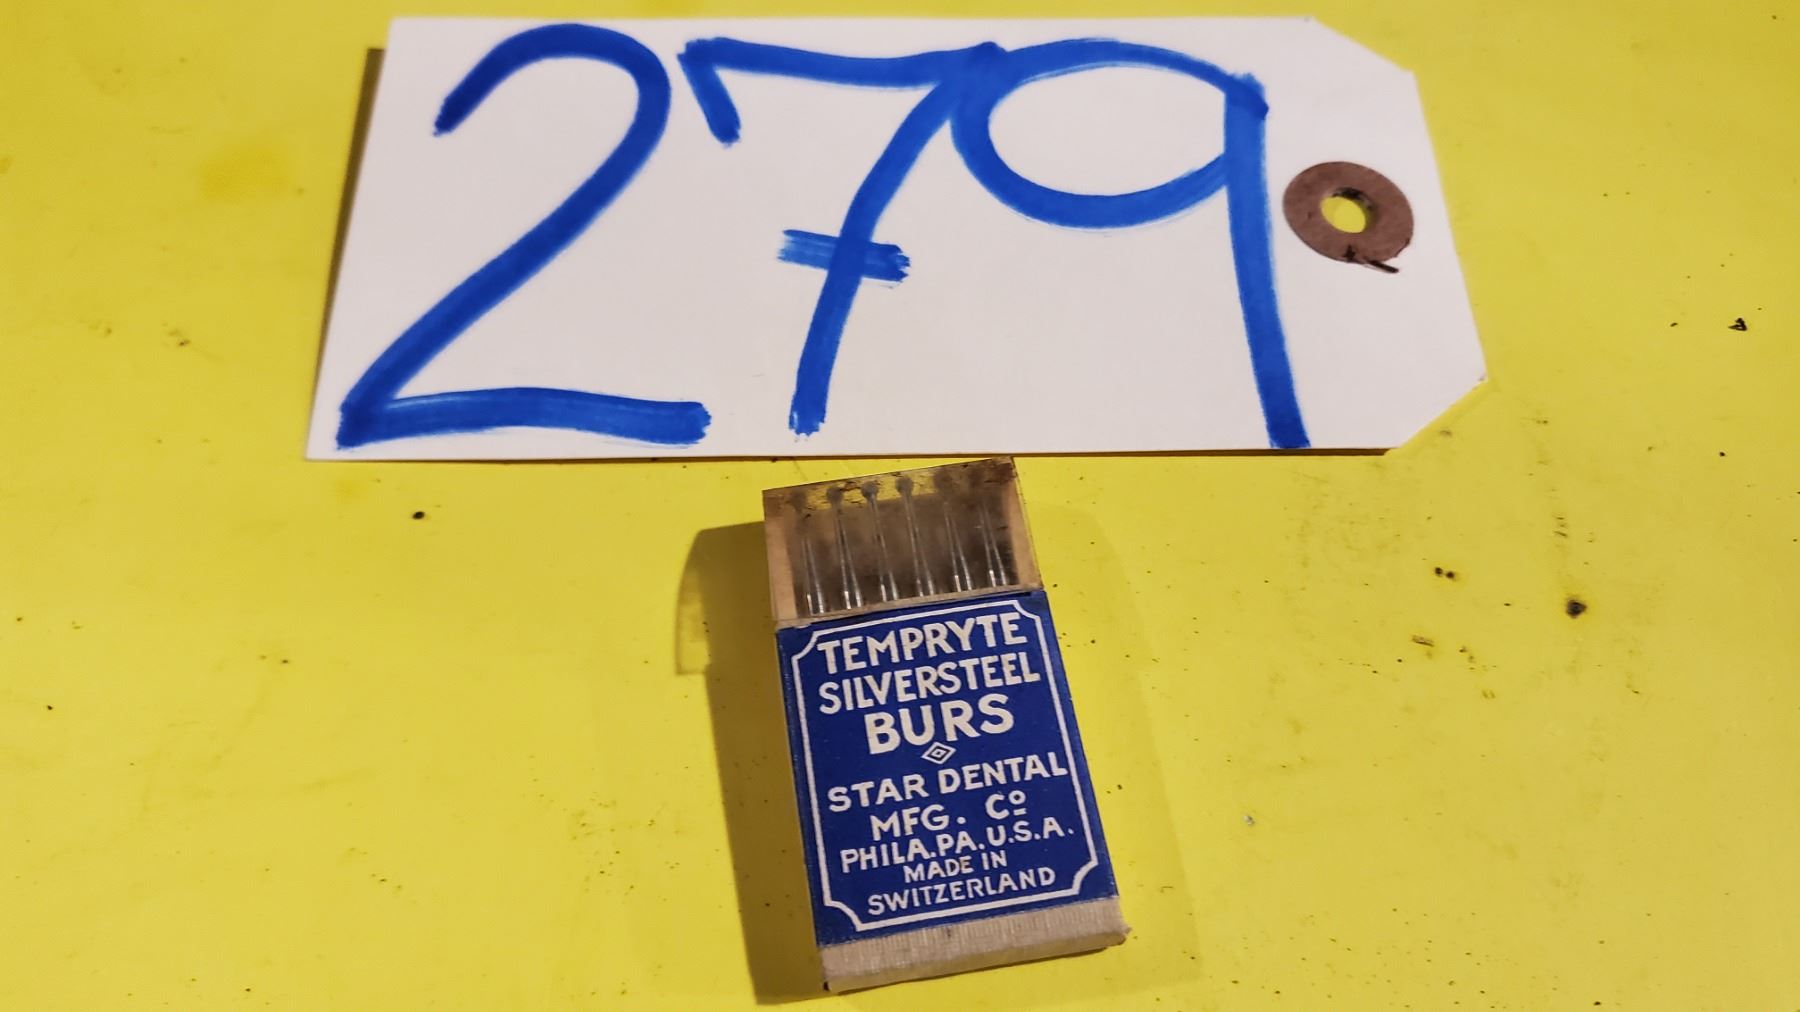 279
TEMPRYTE
SILVERSTEEL
BURS
STAR DENTAL
MFG. Co
PHILA.PA.U.S.A.
MADE IN
SWITZERLAND